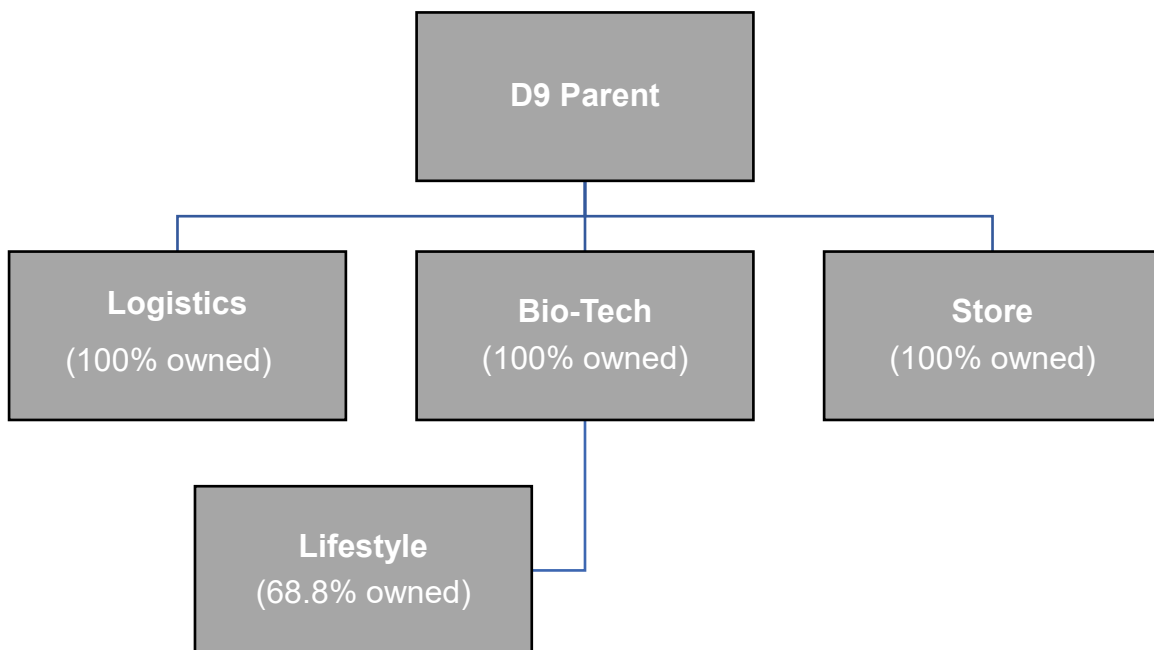 D9 Parent
Logistics
(100% owned)
Bio-Tech
(100% owned)
Store
(100% owned)
Lifestyle
(68.8% owned)